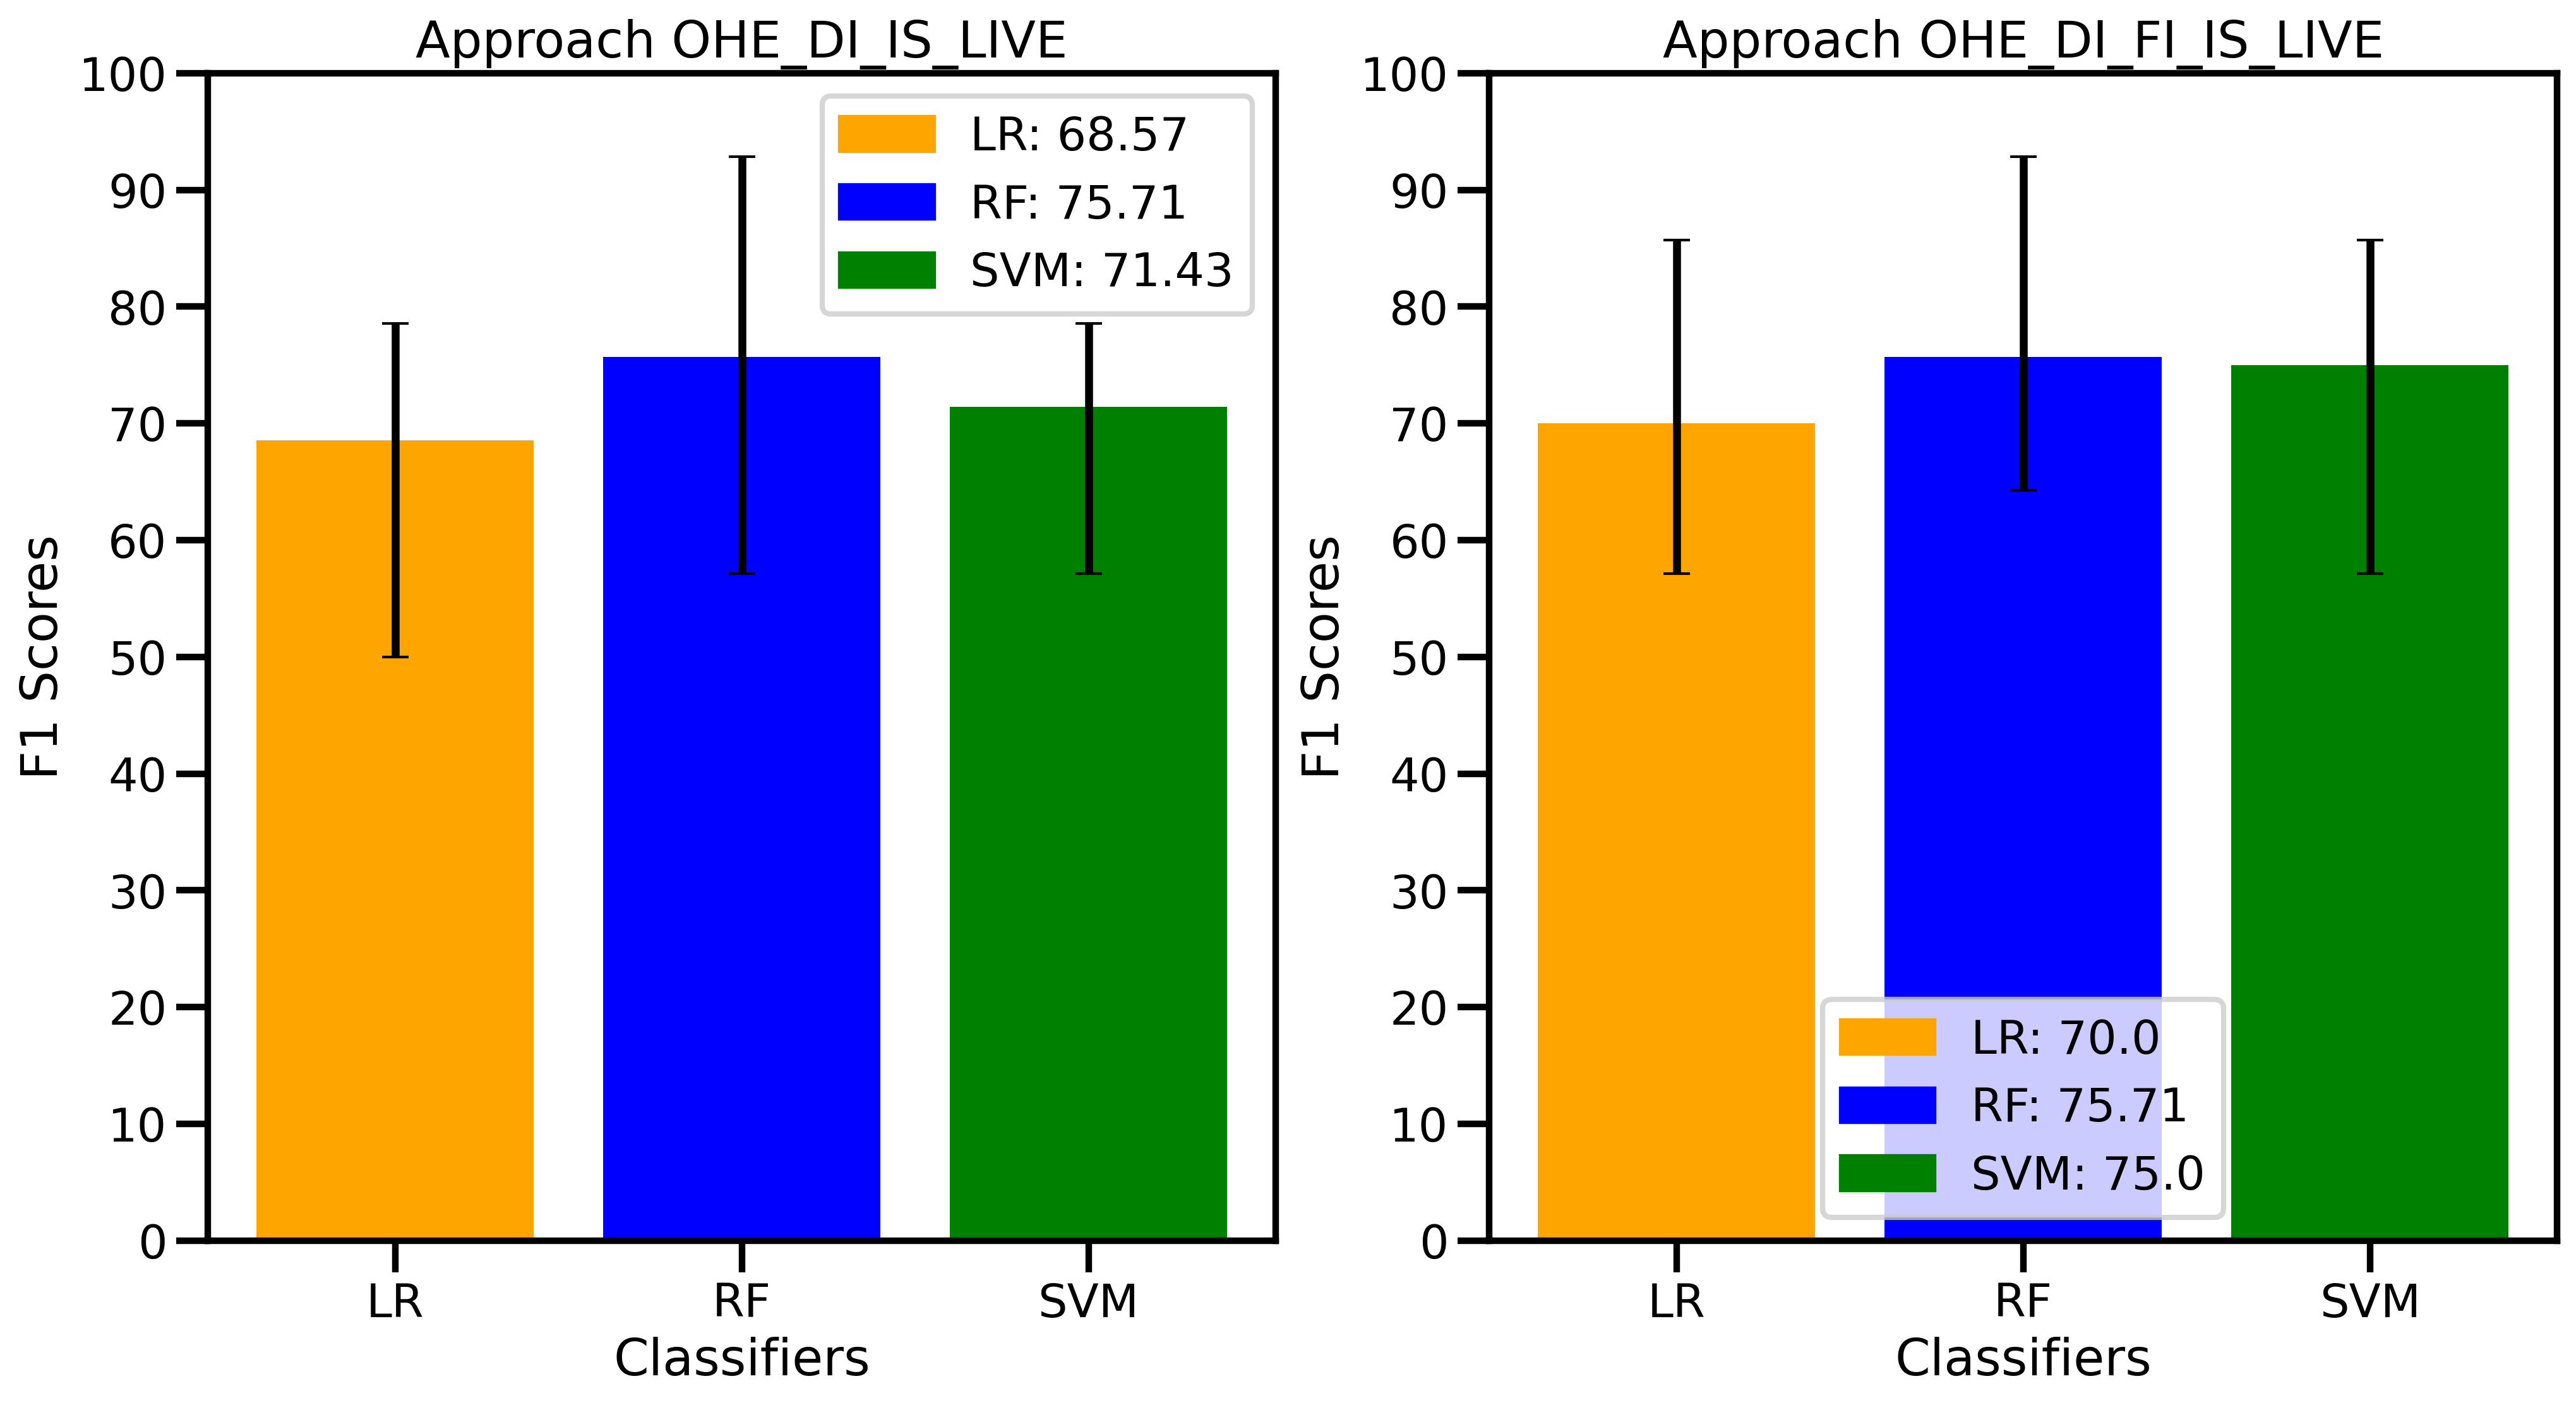 Approach OHE_DI_IS_LIVE
100
90
80
70
60
50
40
30
20
10
0
F1 Scores
LR: 68.57
RF: 75.71
SVM: 71.43
LR
RF
SVM
Classifiers
Approach OHE_DI_FI_IS_LIVE
100
90
80
70
60
50
40
30
20
10
0
F1 Scores
LR: 70.0
RF: 75.71
SVM: 75.0
LR
RF
SVM
Classifiers